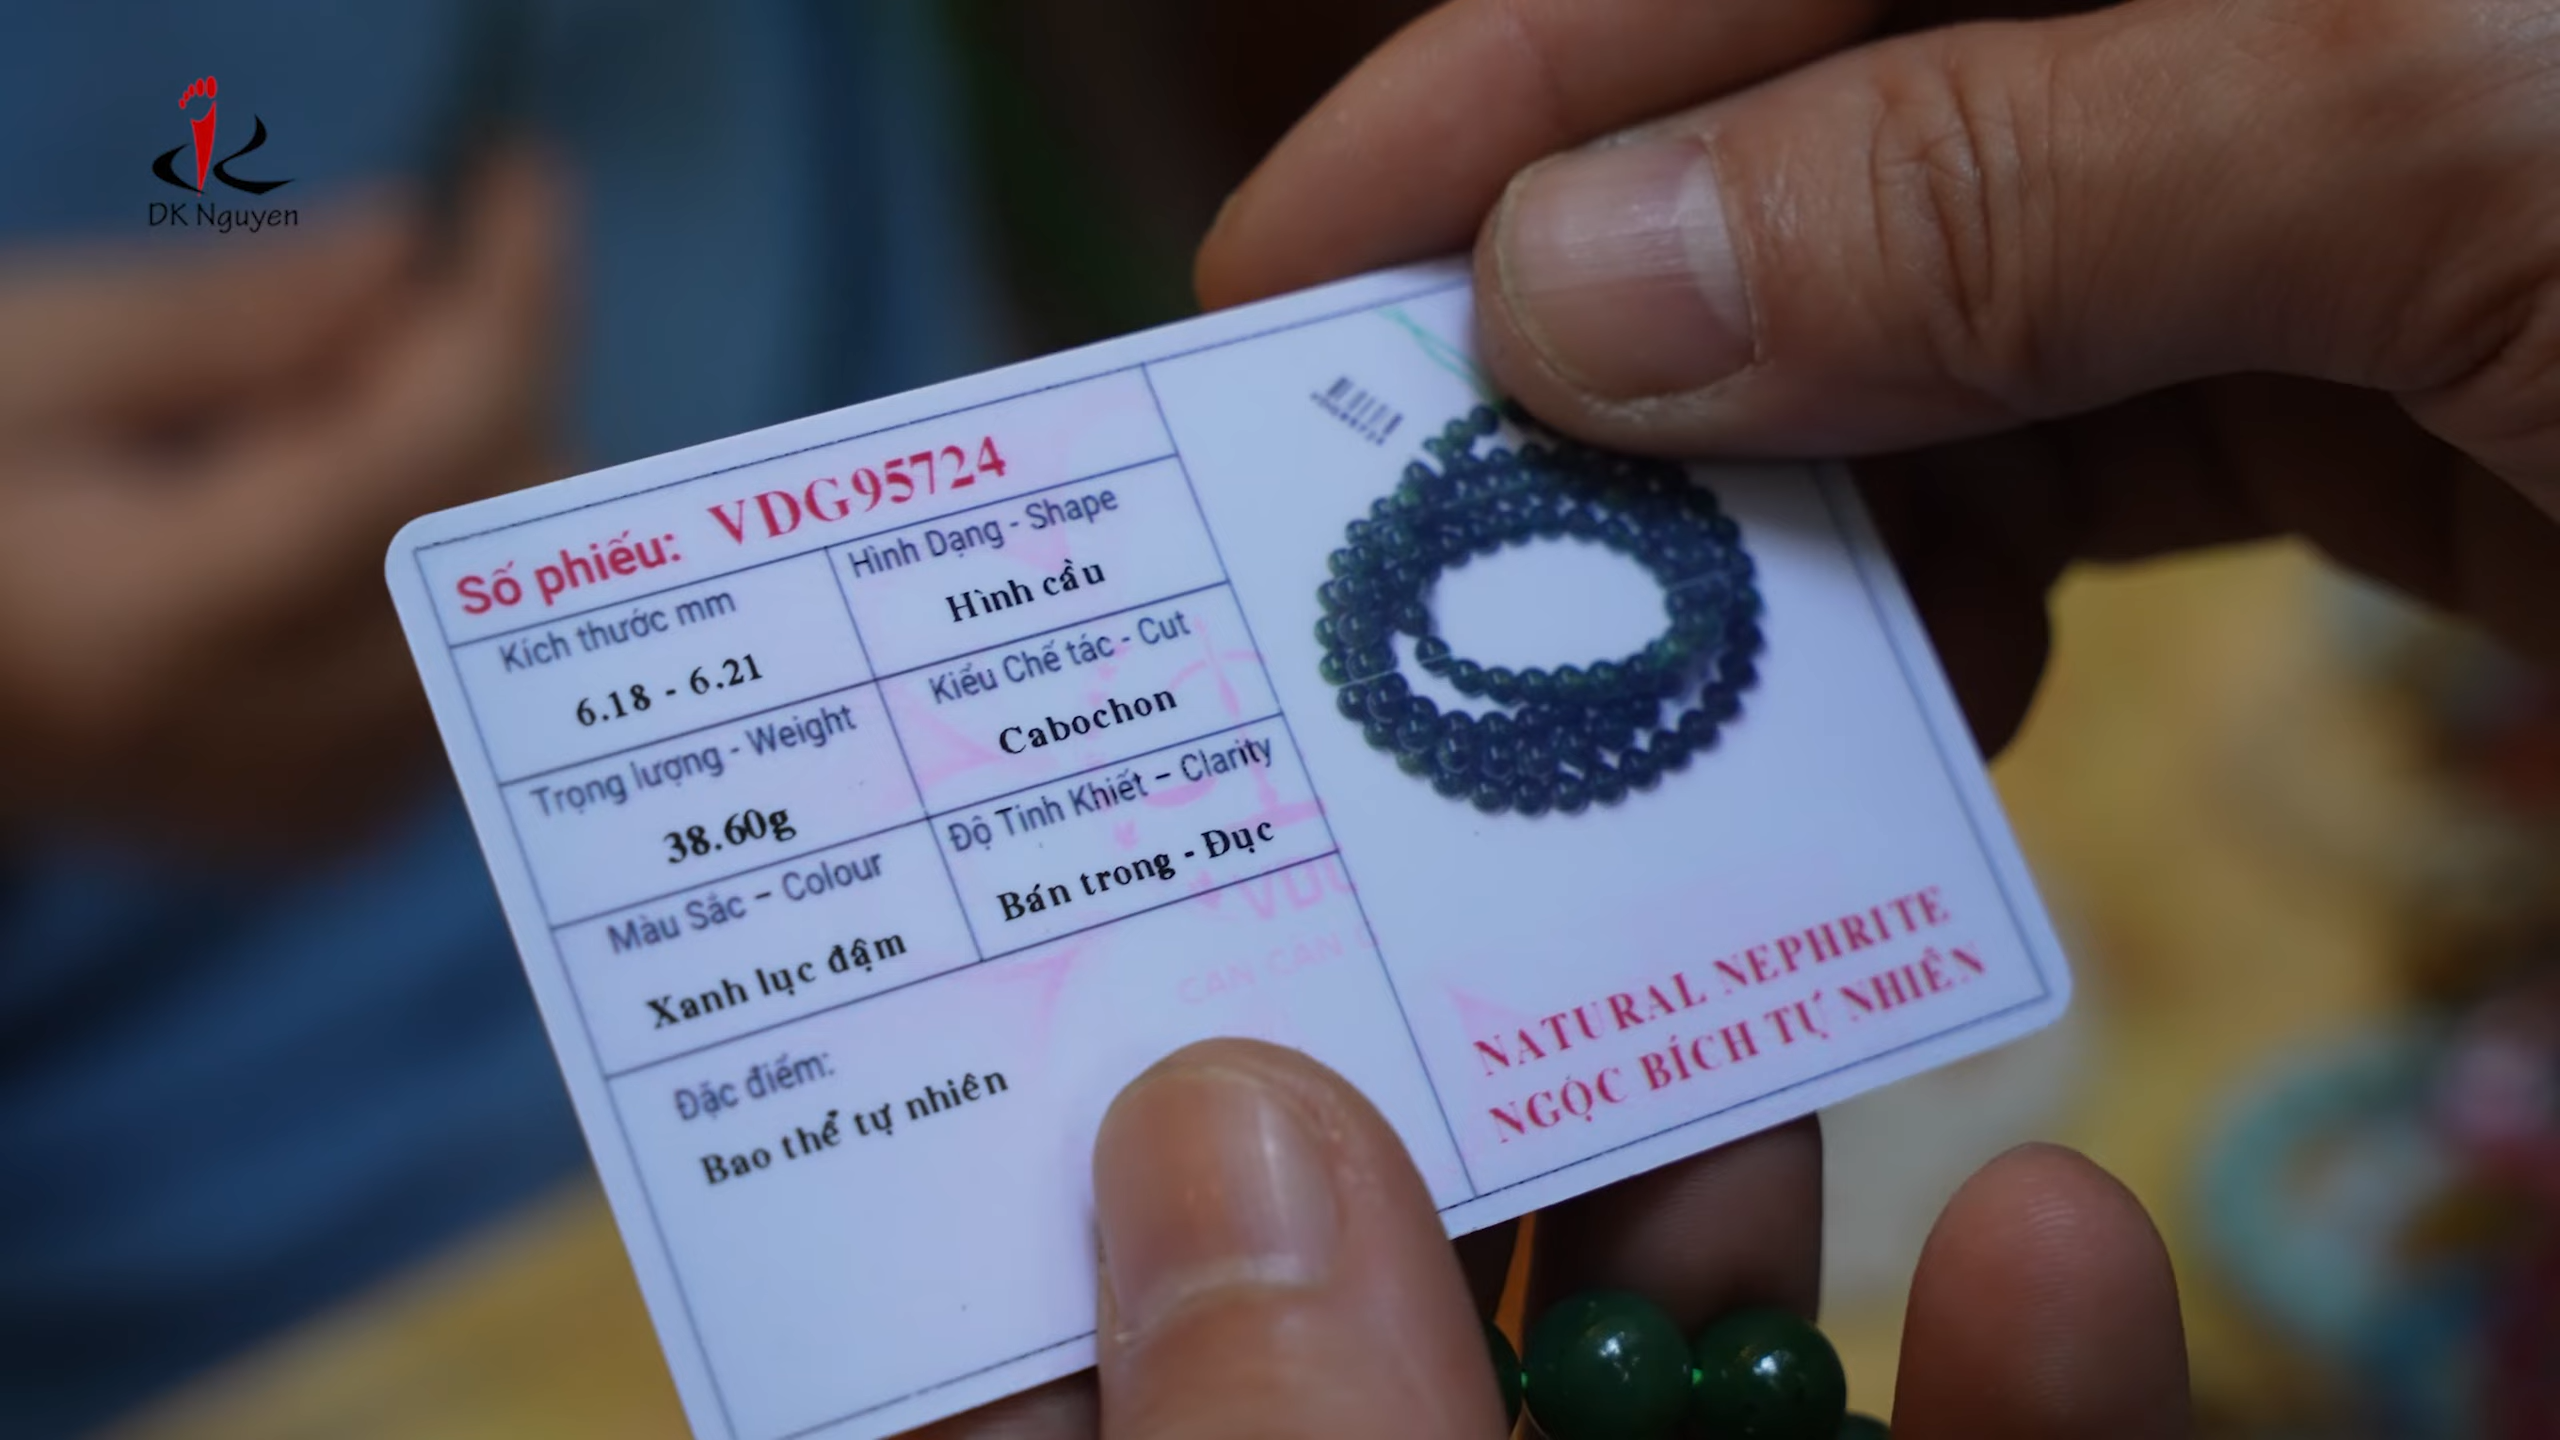 DK Nguyen
Số phiếu: VDG95724
Kích thước mm
6.18 - 6.21
Hình Dạng - Shape
Hình cầu
Trọng lượng - Weight
38.60g
Kiểu Chế tác - Cut
Cabochon
Màu Sắc – Colour
Xanh lục đậm
Độ Tinh Khiết – Clarity
Bán trong - Đục
Đặc điểm:
Bao thể tự nhiên
NATURAL NEPHRITE
NGỌC BÍCH TỰ NHIÊN